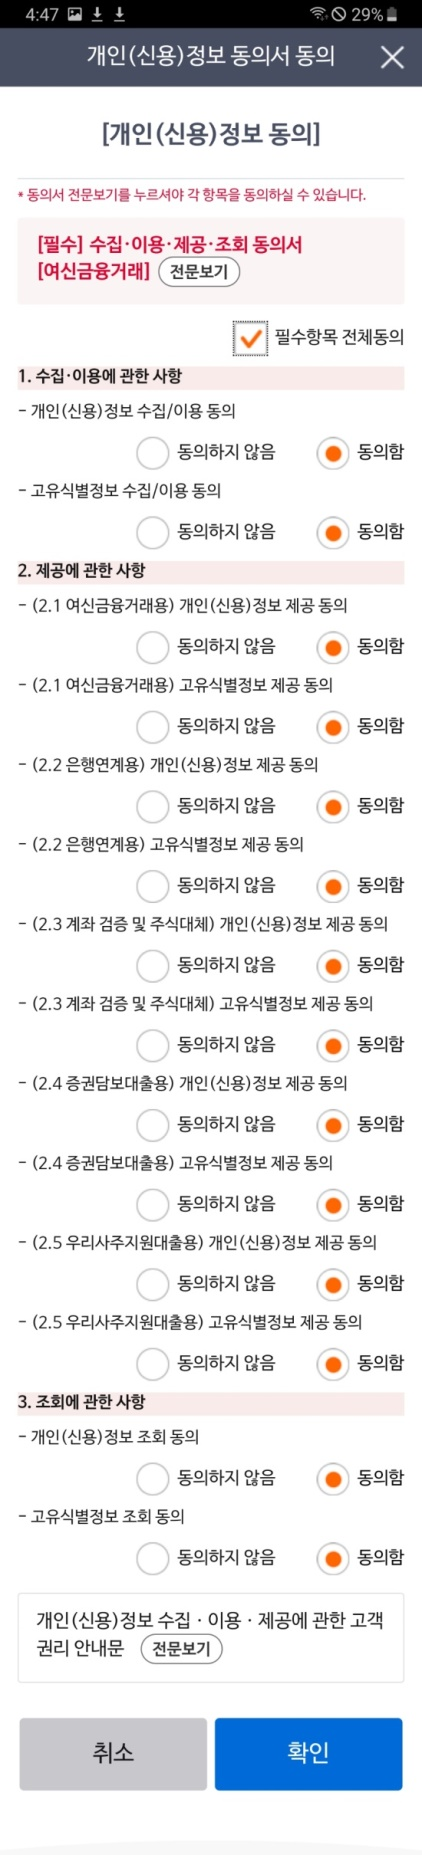 4:47
29%
개인(신용)정보 동의서 동의
[개인(신용)정보 동의]
* 동의서 전문보기를 누르셔야 각 항목을 동의하실 수 있습니다.
[필수] 수집·이용·제공·조회 동의서
[여신금융거래] 전문보기
필수항목 전체동의
1. 수집·이용에 관한 사항
- 개인(신용)정보 수집/이용 동의
동의하지 않음 동의함
- 고유식별정보 수집/이용 동의
동의하지 않음 동의함
2. 제공에 관한 사항
- (2.1 여신금융거래용) 개인(신용)정보 제공 동의
동의하지 않음 동의함
- (2.1 여신금융거래용) 고유식별정보 제공 동의
동의하지 않음 동의함
- (2.2 은행연계용) 개인(신용)정보 제공 동의
동의하지 않음 동의함
- (2.2 은행연계용) 고유식별정보 제공 동의
동의하지 않음 동의함
- (2.3 계좌 검증 및 주식대체) 개인(신용)정보 제공 동의
동의하지 않음 동의함
- (2.3 계좌 검증 및 주식대체) 고유식별정보 제공 동의
동의하지 않음 동의함
- (2.4 증권담보대출용) 개인(신용)정보 제공 동의
동의하지 않음 동의함
- (2.4 증권담보대출용) 고유식별정보 제공 동의
동의하지 않음 동의함
- (2.5 우리사주지원대출용) 개인(신용)정보 제공 동의
동의하지 않음 동의함
- (2.5 우리사주지원대출용) 고유식별정보 제공 동의
동의하지 않음 동의함
3. 조회에 관한 사항
- 개인(신용)정보 조회 동의
동의하지 않음 동의함
- 고유식별정보 조회 동의
동의하지 않음 동의함
개인(신용)정보 수집 · 이용 · 제공에 관한 고객
권리 안내문 전문보기
취소 확인